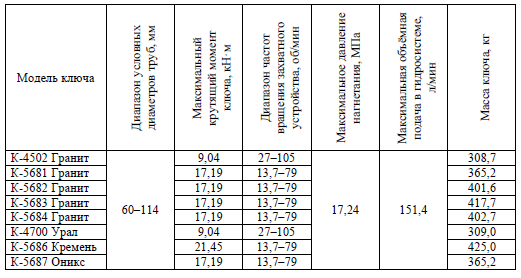 Модель ключа
Диапазон условных
диаметров труб, мм
Максимальный
крутящий момент
ключа, кН·м
Диапазон частот
вращения захватного
устройства, об/мин
Максимальное давление
нагнетания, МПа
Максимальная объёмная
подача в гидросистеме,
л/мин
Масса ключа, кг
К-4502 Гранит 9,04 27–105 308,7
К-5681 Гранит 17,19 13,7–79 365,2
К-5682 Гранит 17,19 13,7–79 401,6
К-5683 Гранит 17,19 13,7–79 417,7
60–114 17,24 151,4
К-5684 Гранит 17,19 13,7–79 402,7
К-4700 Урал 9,04 27–105 309,0
К-5686 Кремень 21,45 13,7–79 425,0
К-5687 Оникс 17,19 13,7–79 365,2